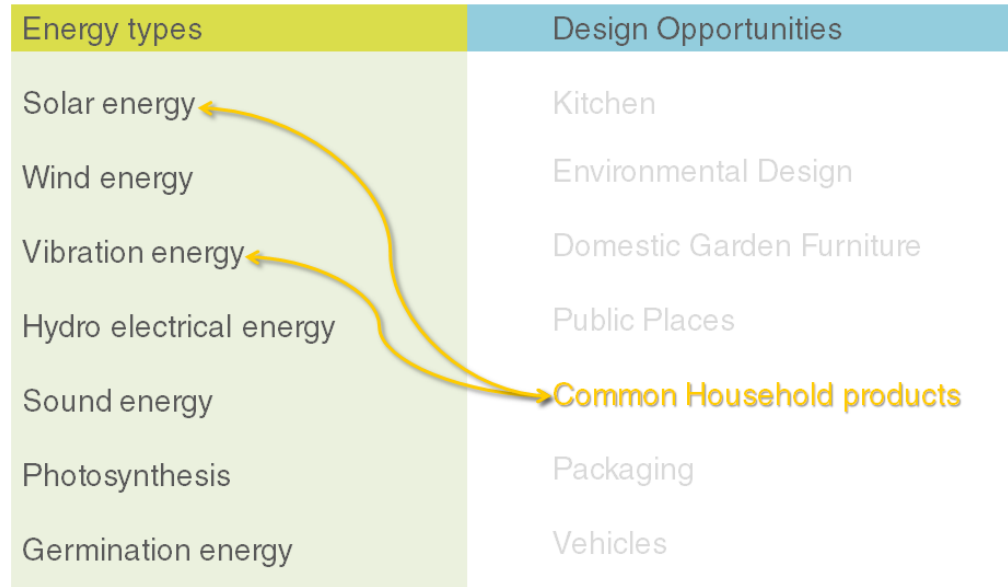 Energy types
Design Opportunities
Solar energy
Kitchen
Wind energy
Environmental Design
Vibration energy
Domestic Garden Furniture
Hydro electrical energy
Public Places
Sound energy
Common Household products
Photosynthesis
Packaging
Germination energy
Vehicles